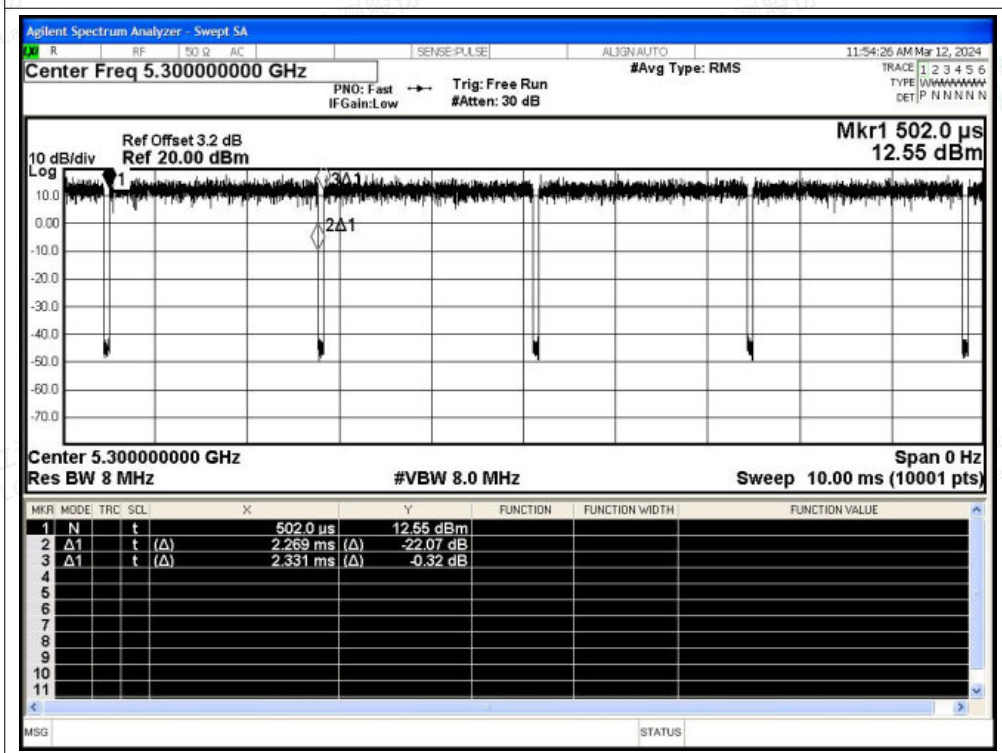 Agilent Spectrum Analyzer - Swept SA
R RF 50 Ω AC SENSE:PULSE ALIGN AUTO 11:54:26 AM Mar 12, 2024
Center Freq 5.300000000 GHz #Avg Type: RMS TRACE 1 2 3 4 5 6
PNO: Fast Trig: Free Run TYPE
IFGain:Low #Atten: 30 dB DET P N N N N N
Mkr1 502.0 µs
Ref Offset 3.2 dB
10 dB/div Ref 20.00 dBm 12.55 dBm
Log
1 3Δ1
10.0
0.00 2Δ1
-10.0
-20.0
-30.0
-40.0
-50.0
-60.0
-70.0
Center 5.300000000 GHz Span 0 Hz
Res BW 8 MHz #VBW 8.0 MHz Sweep 10.00 ms (10001 pts)
MKR MODE TRC SCL X Y FUNCTION FUNCTION WIDTH FUNCTION VALUE
1 N t 502.0 µs 12.55 dBm
2 Δ1 t (Δ) 2.269 ms (Δ) -22.07 dB
3 Δ1 t (Δ) 2.331 ms (Δ) -0.32 dB
4
5
6
7
8
9
10
11
MSG STATUS